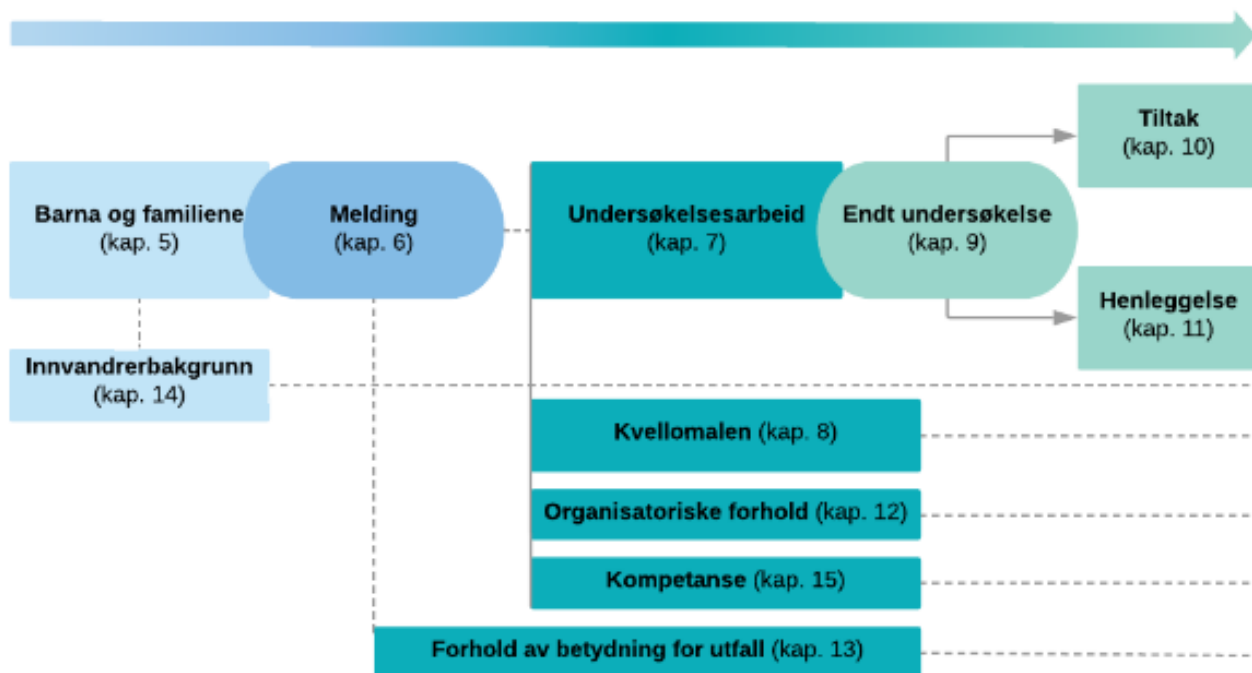 Tiltak
(kap. 10)
Barna og familiene
(kap. 5)
Melding
(kap. 6)
Undersøkelsesarbeid
(kap. 7)
Endt undersøkelse
(kap. 9)
Henleggelse
(kap. 11)
Innvandrerbakgrunn
(kap. 14)
Kvellomalen (kap. 8)
Organisatoriske forhold (kap. 12)
Kompetanse (kap. 15)
Forhold av betydning for utfall (kap. 13)